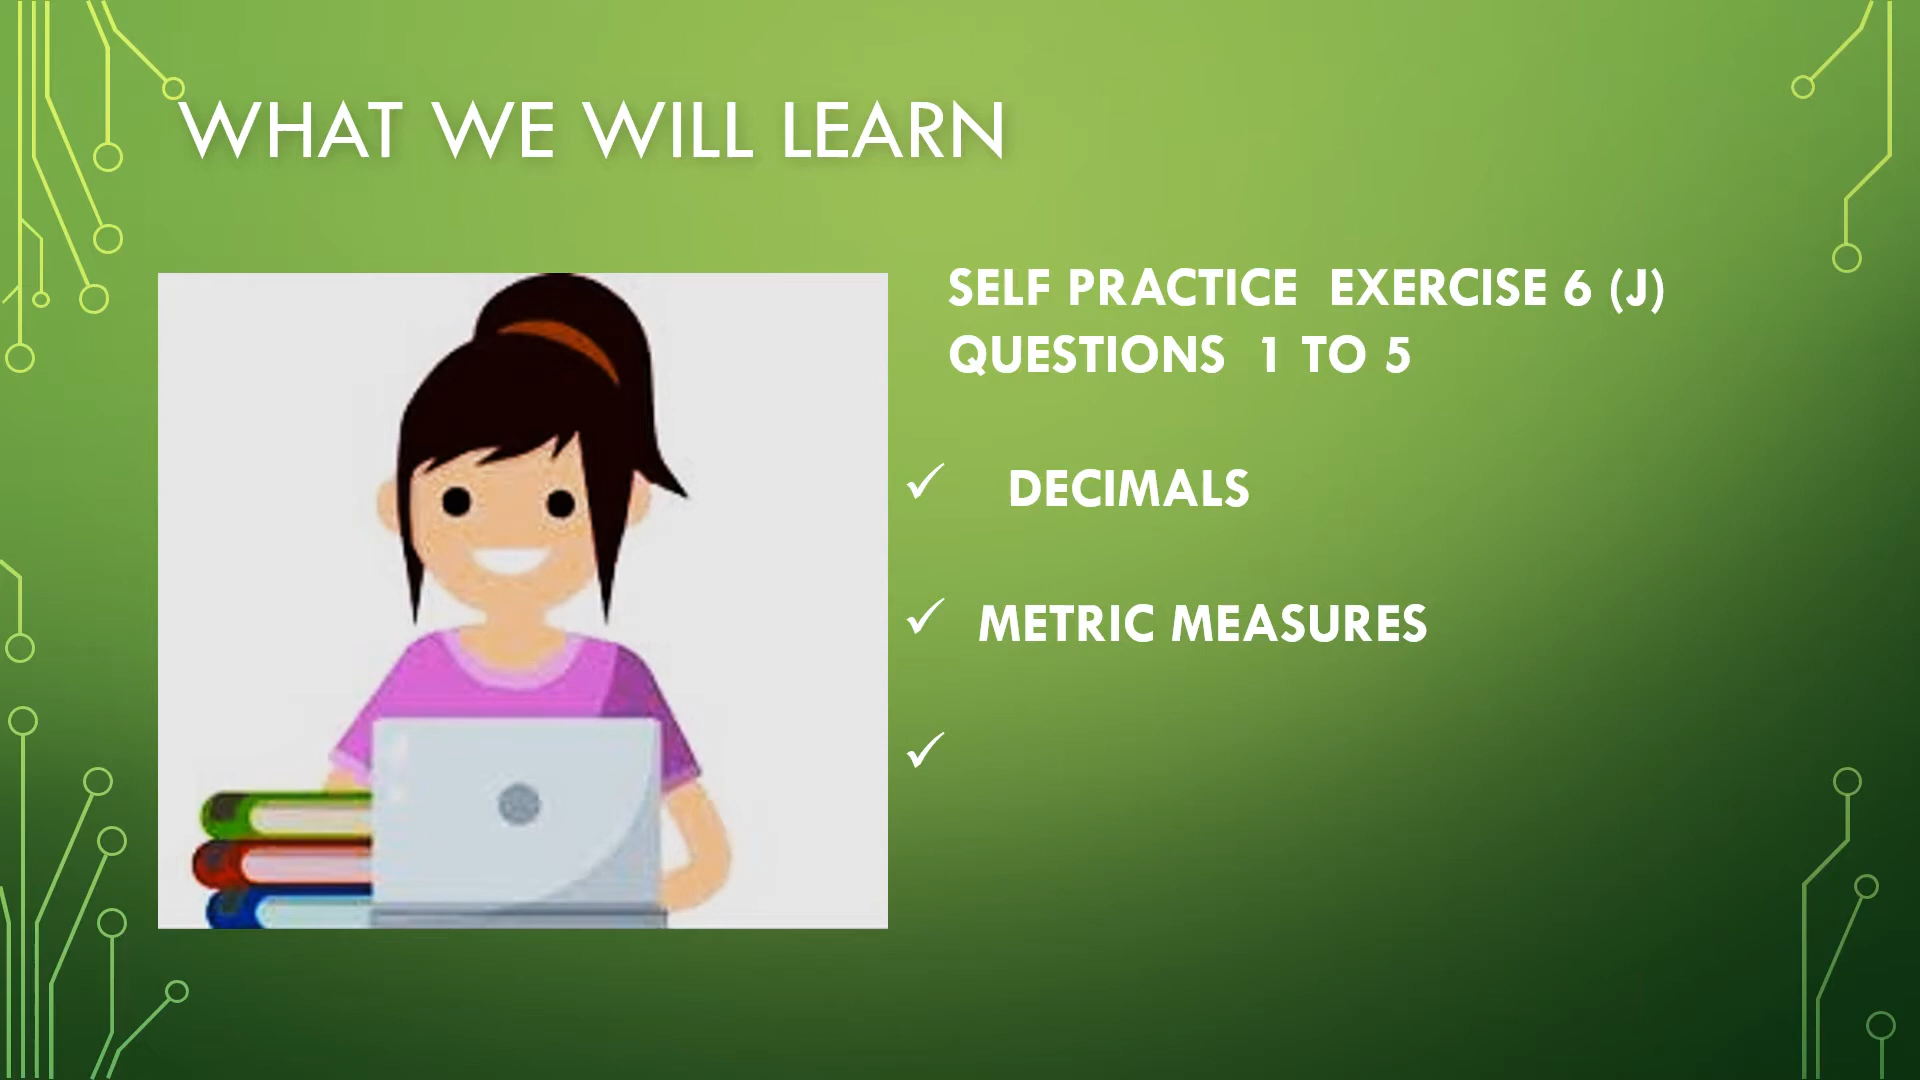 WHAT WE WILL LEARN
SELF PRACTICE EXERCISE 6 (J)
QUESTIONS 1 TO 5
✓ DECIMALS
✓ METRIC MEASURES
✓